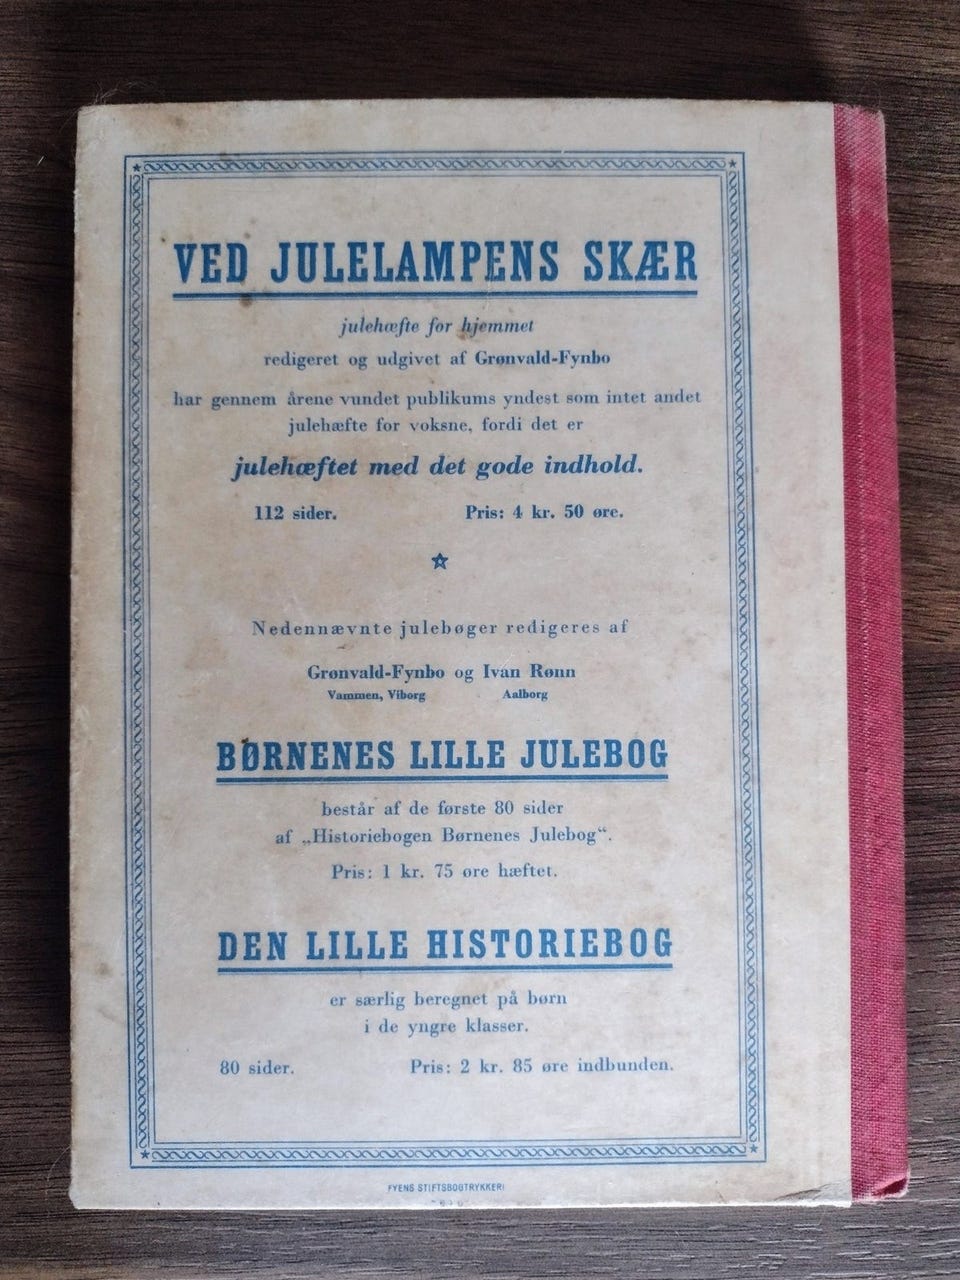 VED JULELAMPENS SKÆR
julehæfte for hjemmet
redigeret og udgivet af Grønvald-Fynbo
har gennem årene vundet publikums yndest som intet andet
julehæfte for voksne, fordi det er
julehæftet med det gode indhold.
112 sider. Pris: 4 kr. 50 øre.
Nedennævnte julebøger redigeres af
Grønvald-Fynbo og Ivan Rønn
Vammen, Viborg Aalborg
BØRNENES LILLE JULEBOG
består af de første 80 sider
af „Historiebogen Børnenes Julebog“.
Pris: 1 kr. 75 øre hæftet.
DEN LILLE HISTORIEBOG
er særlig beregnet på børn
i de yngre klasser.
80 sider. Pris: 2 kr. 85 øre indbunden.
FYENS STIFTSBOGTRYKKERI